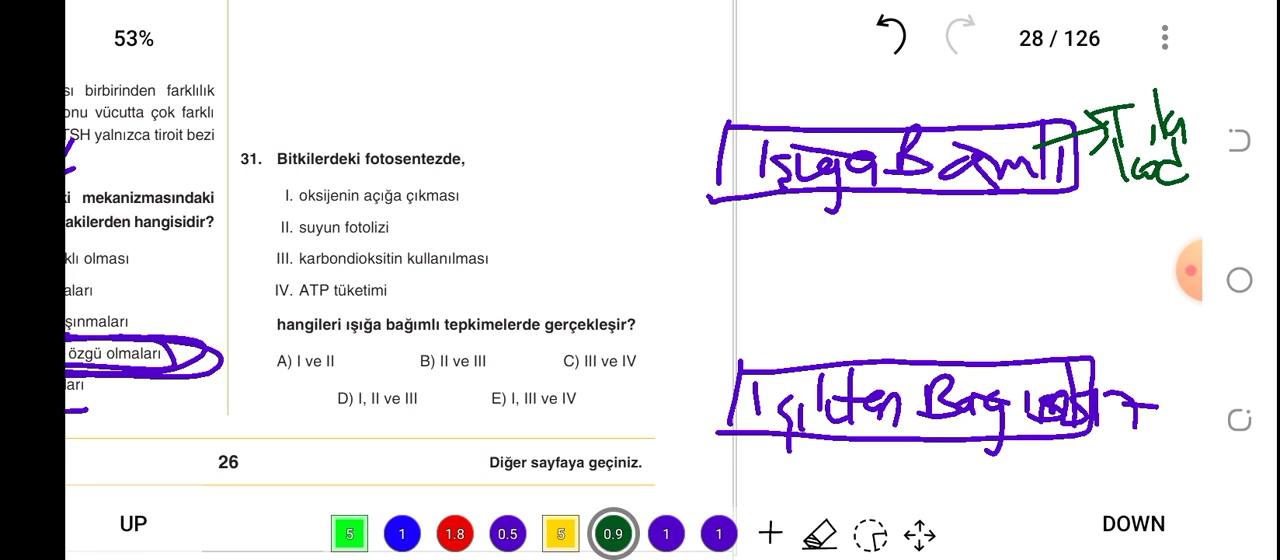 53%
28 / 126
sı birbirinden farklılık
onu vücutta çok farklı
TSH yalnızca tiroit bezi
ki mekanizmasındaki
akilerden hangisidir?
klı olması
aları
şınmaları
özgü olmaları
arı
31. Bitkilerdeki fotosentezde,
I. oksijenin açığa çıkması
II. suyun fotolizi
III. karbondioksitin kullanılması
IV. ATP tüketimi
hangileri ışığa bağımlı tepkimelerde gerçekleşir?
A) I ve II B) II ve III C) III ve IV
D) I, II ve III E) I, III ve IV
Işığa Bağımlı
Işıktan Bağımsız
26
Diğer sayfaya geçiniz.
UP
5 1 1.8 0.5 5 0.9 1 1
DOWN